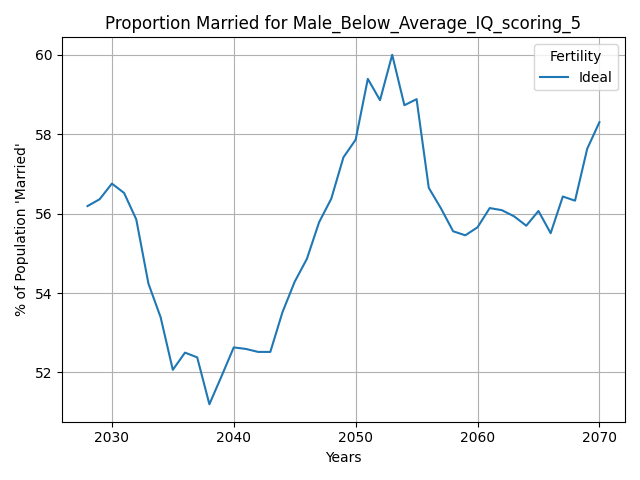 Proportion Married for Male_Below_Average_IQ_scoring_5
Fertility
Ideal
% of Population 'Married'
60
58
56
54
52
2030 2040 2050 2060 2070
Years